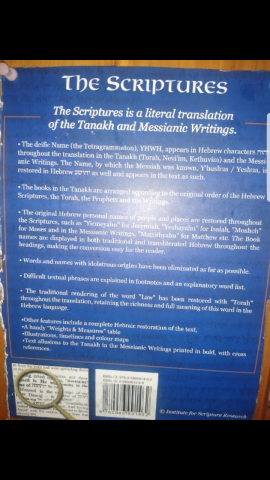 The Scriptures
The Scriptures is a literal translation
of the Tanakh and Messianic Writings.
• The deific Name (the Tetragrammaton), YHWH, appears in Hebrew characters
throughout the translation in the Tanakh (Torah, Nevi'im, Kethuvim) and the Messi-
anic Writings. The Name, by which the Messiah was known, Y'hushua / Yeshua, is
restored in Hebrew יהושע as well and appears in the text as such.
• The books in the Tanakh are arranged according to the original order of the Hebrew
Scriptures, the Torah, the Prophets and the Writings.
• The original Hebrew personal names of people and places are restored throughout
the Scriptures, such as "Yirmeyahu" for Jeremiah, "Yeshayahu" for Isaiah, "Mosheh"
for Moses and in the Messianic Writings, "Mattithyahu" for Matthew etc. The Book
names are displayed in both traditional and transliterated Hebrew throughout the
headings, making the conversion easy for the reader.
• Words and names with idolatrous origins have been eliminated as far as possible.
• Difficult textual phrases are explained in footnotes and an explanatory word list.
• The traditional rendering of the word "Law" has been restored with "Torah"
throughout the translation, retaining the richness and full meaning of this word in the
Hebrew language.
•Other features include a complete Hebraic restoration of the text,
•A handy "Weights & Measures" table
•Illustrations, timelines and colour maps
•Text allusions to the Tanakh in the Messianic Writings printed in bold, with cross
references.
© Institute for Scripture Research